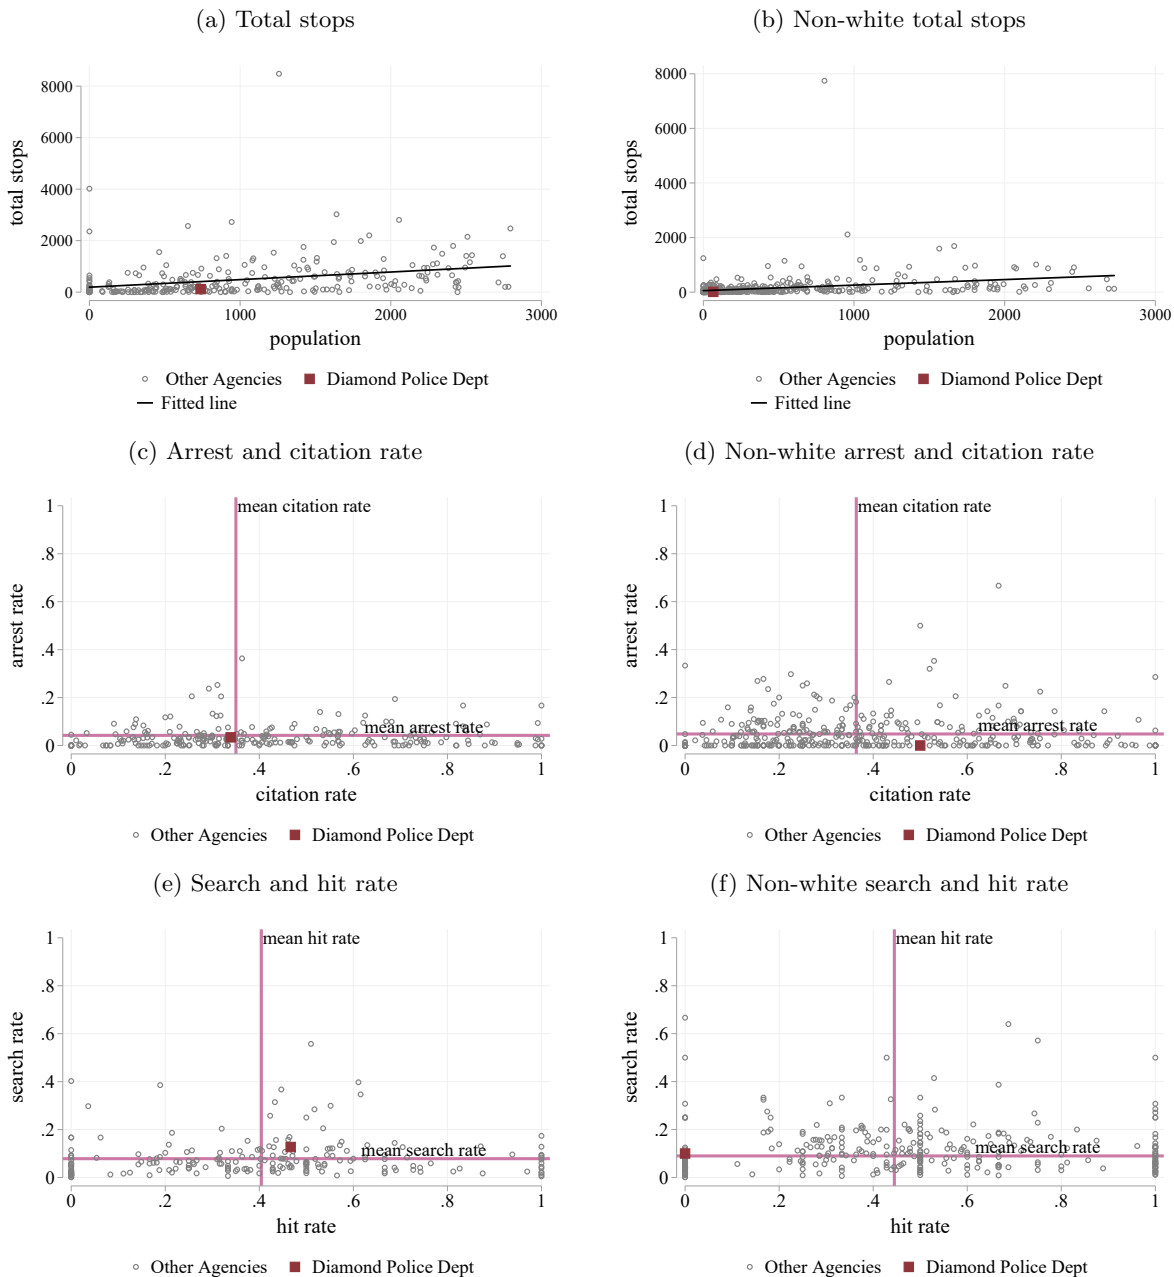 (a) Total stops
(b) Non-white total stops
total stops
8000
6000
4000
2000
0
0 1000 2000 3000
population
Other Agencies Diamond Police Dept
Fitted line
total stops
8000
6000
4000
2000
0
0 1000 2000 3000
population
Other Agencies Diamond Police Dept
Fitted line
(c) Arrest and citation rate
(d) Non-white arrest and citation rate
arrest rate
1
.8
.6
.4
.2
0
mean citation rate
mean arrest rate
0 .2 .4 .6 .8 1
citation rate
Other Agencies Diamond Police Dept
arrest rate
1
.8
.6
.4
.2
0
mean citation rate
mean arrest rate
0 .2 .4 .6 .8 1
citation rate
Other Agencies Diamond Police Dept
(e) Search and hit rate
(f) Non-white search and hit rate
search rate
1
.8
.6
.4
.2
0
mean hit rate
mean search rate
0 .2 .4 .6 .8 1
hit rate
Other Agencies Diamond Police Dept
search rate
1
.8
.6
.4
.2
0
mean hit rate
mean search rate
0 .2 .4 .6 .8 1
hit rate
Other Agencies Diamond Police Dept